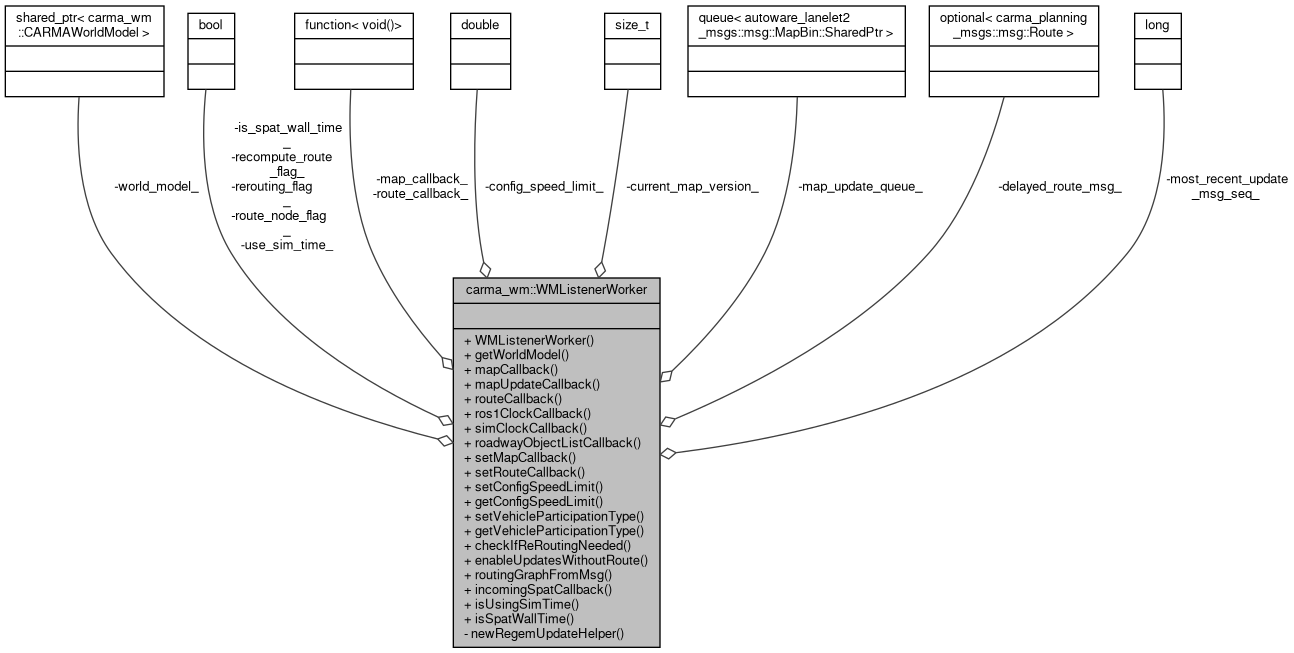 shared_ptr< carma_wm
::CARMAWorldModel >
bool
function< void()>
double
size_t
queue< autoware_lanelet2
_msgs::msg::MapBin::SharedPtr >
optional< carma_planning
_msgs::msg::Route >
long
-world_model_
-is_spat_wall_time
_
-recompute_route
_flag_
-rerouting_flag
_
-route_node_flag
_
-use_sim_time_
-map_callback_
-route_callback_
-config_speed_limit_
-current_map_version_
-map_update_queue_
-delayed_route_msg_
-most_recent_update
_msg_seq_
carma_wm::WMListenerWorker
+ WMListenerWorker()
+ getWorldModel()
+ mapCallback()
+ mapUpdateCallback()
+ routeCallback()
+ ros1ClockCallback()
+ simClockCallback()
+ roadwayObjectListCallback()
+ setMapCallback()
+ setRouteCallback()
+ setConfigSpeedLimit()
+ getConfigSpeedLimit()
+ setVehicleParticipationType()
+ getVehicleParticipationType()
+ checkIfReRoutingNeeded()
+ enableUpdatesWithoutRoute()
+ routingGraphFromMsg()
+ incomingSpatCallback()
+ isUsingSimTime()
+ isSpatWallTime()
- newRegemUpdateHelper()